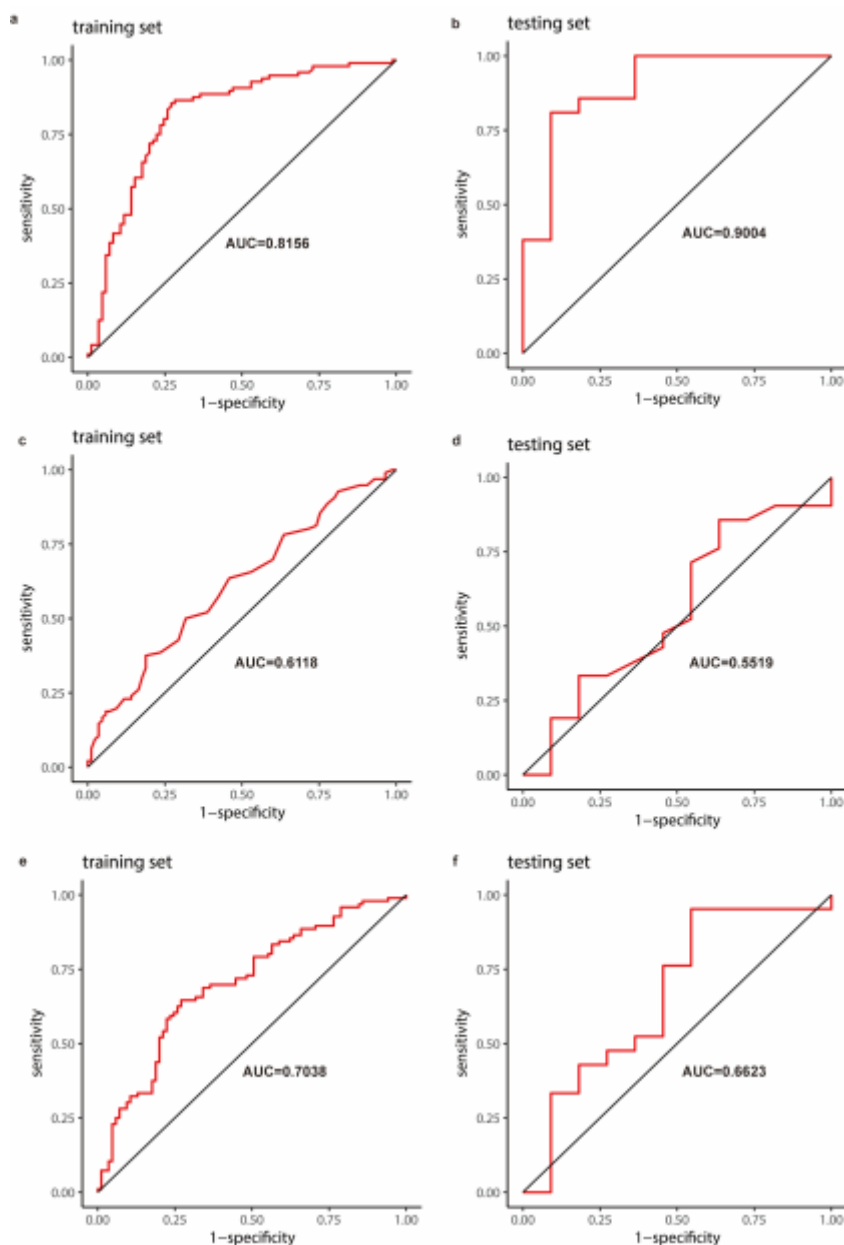 a
training set
1.00
0.75
0.50
0.25
0.00
sensitivity
AUC=0.8156
0.00 0.25 0.50 0.75 1.00
1−specificity
b
testing set
1.00
0.75
0.50
0.25
0.00
sensitivity
AUC=0.9004
0.00 0.25 0.50 0.75 1.00
1−specificity
c
training set
1.00
0.75
0.50
0.25
0.00
sensitivity
AUC=0.6118
0.00 0.25 0.50 0.75 1.00
1−specificity
d
testing set
1.00
0.75
0.50
0.25
0.00
sensitivity
AUC=0.5519
0.00 0.25 0.50 0.75 1.00
1−specificity
e
training set
1.00
0.75
0.50
0.25
0.00
sensitivity
AUC=0.7038
0.00 0.25 0.50 0.75 1.00
1−specificity
f
testing set
1.00
0.75
0.50
0.25
0.00
sensitivity
AUC=0.6623
0.00 0.25 0.50 0.75 1.00
1−specificity